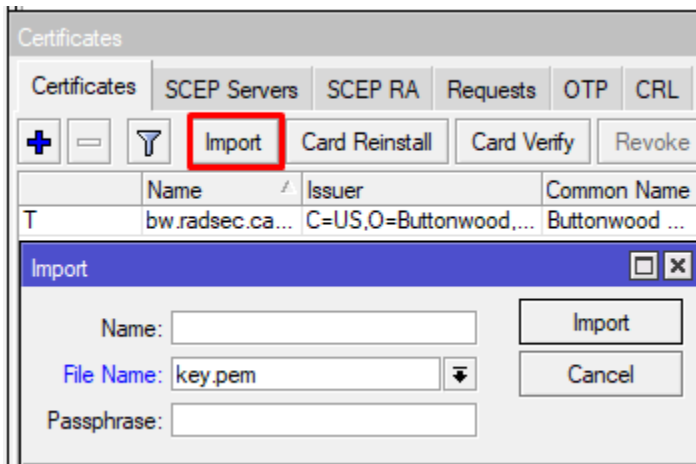 Certificates
Certificates SCEP Servers SCEP RA Requests OTP CRL
Import Card Reinstall Card Verify Revoke
Name Issuer Common Name
T bw.radsec.ca... C=US,O=Buttonwood,... Buttonwood ...
Import
Name: Import
File Name: key.pem Cancel
Passphrase: